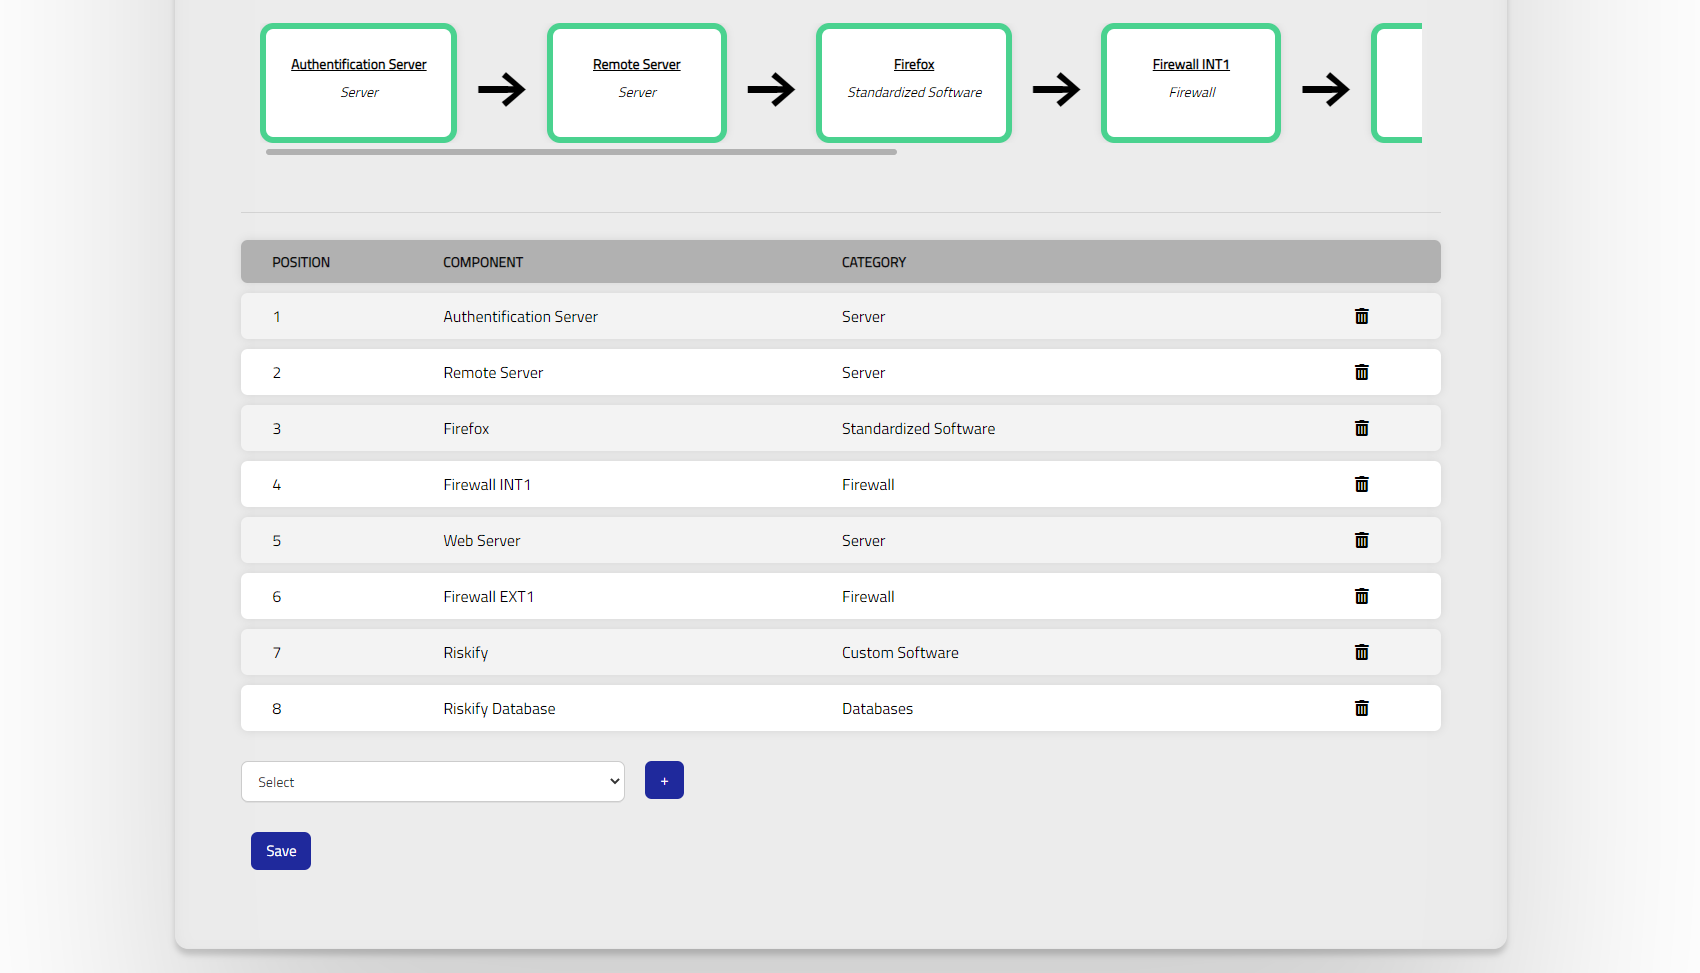 Authentification Server
Server
Remote Server
Server
Firefox
Standardized Software
Firewall INT1
Firewall
POSITION COMPONENT CATEGORY
1 Authentification Server Server
2 Remote Server Server
3 Firefox Standardized Software
4 Firewall INT1 Firewall
5 Web Server Server
6 Firewall EXT1 Firewall
7 Riskify Custom Software
8 Riskify Database Databases
Select +
Save